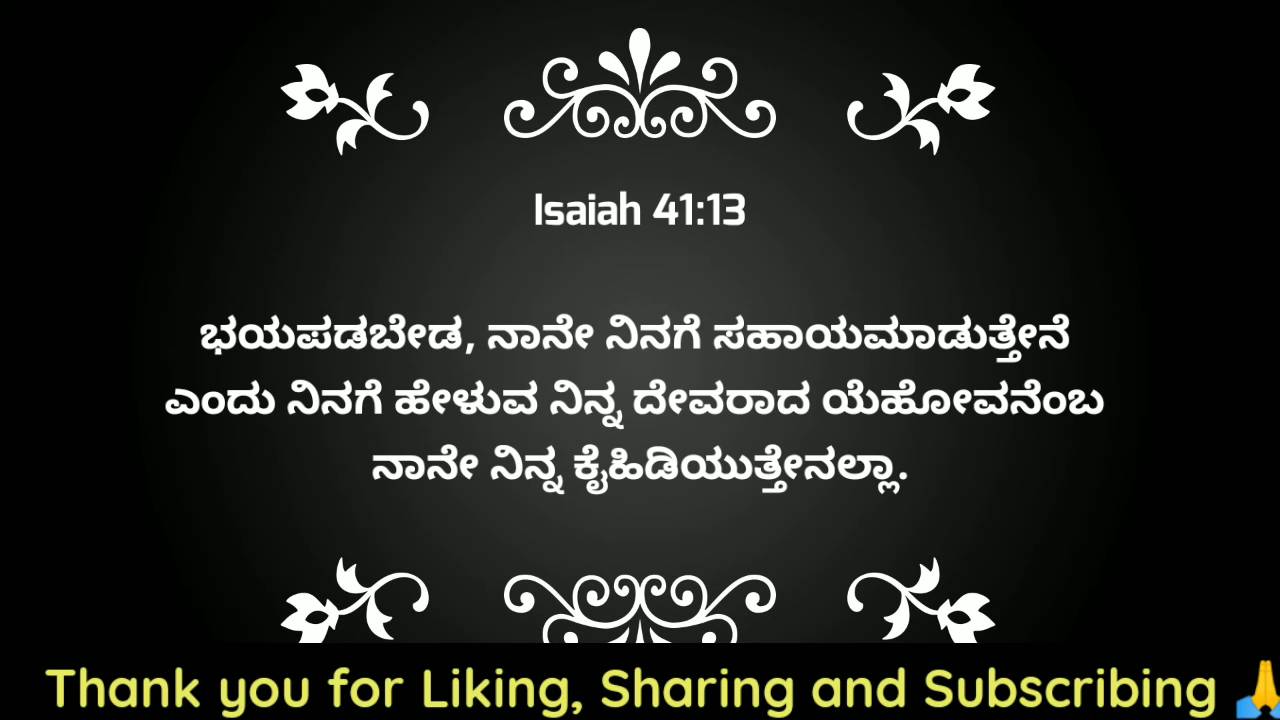 Isaiah 41:13
ಭಯಪಡಬೇಡ, ನಾನೇ ನಿನಗೆ ಸಹಾಯಮಾಡುತ್ತೇನೆ
ಎಂದು ನಿನಗೆ ಹೇಳುವ ನಿನ್ನ ದೇವರಾದ ಯೆಹೋವನೆಂಬ
ನಾನೇ ನಿನ್ನ ಕೈಹಿಡಿಯುತ್ತೇನಲ್ಲಾ.
Thank you for Liking, Sharing and Subscribing 🙏